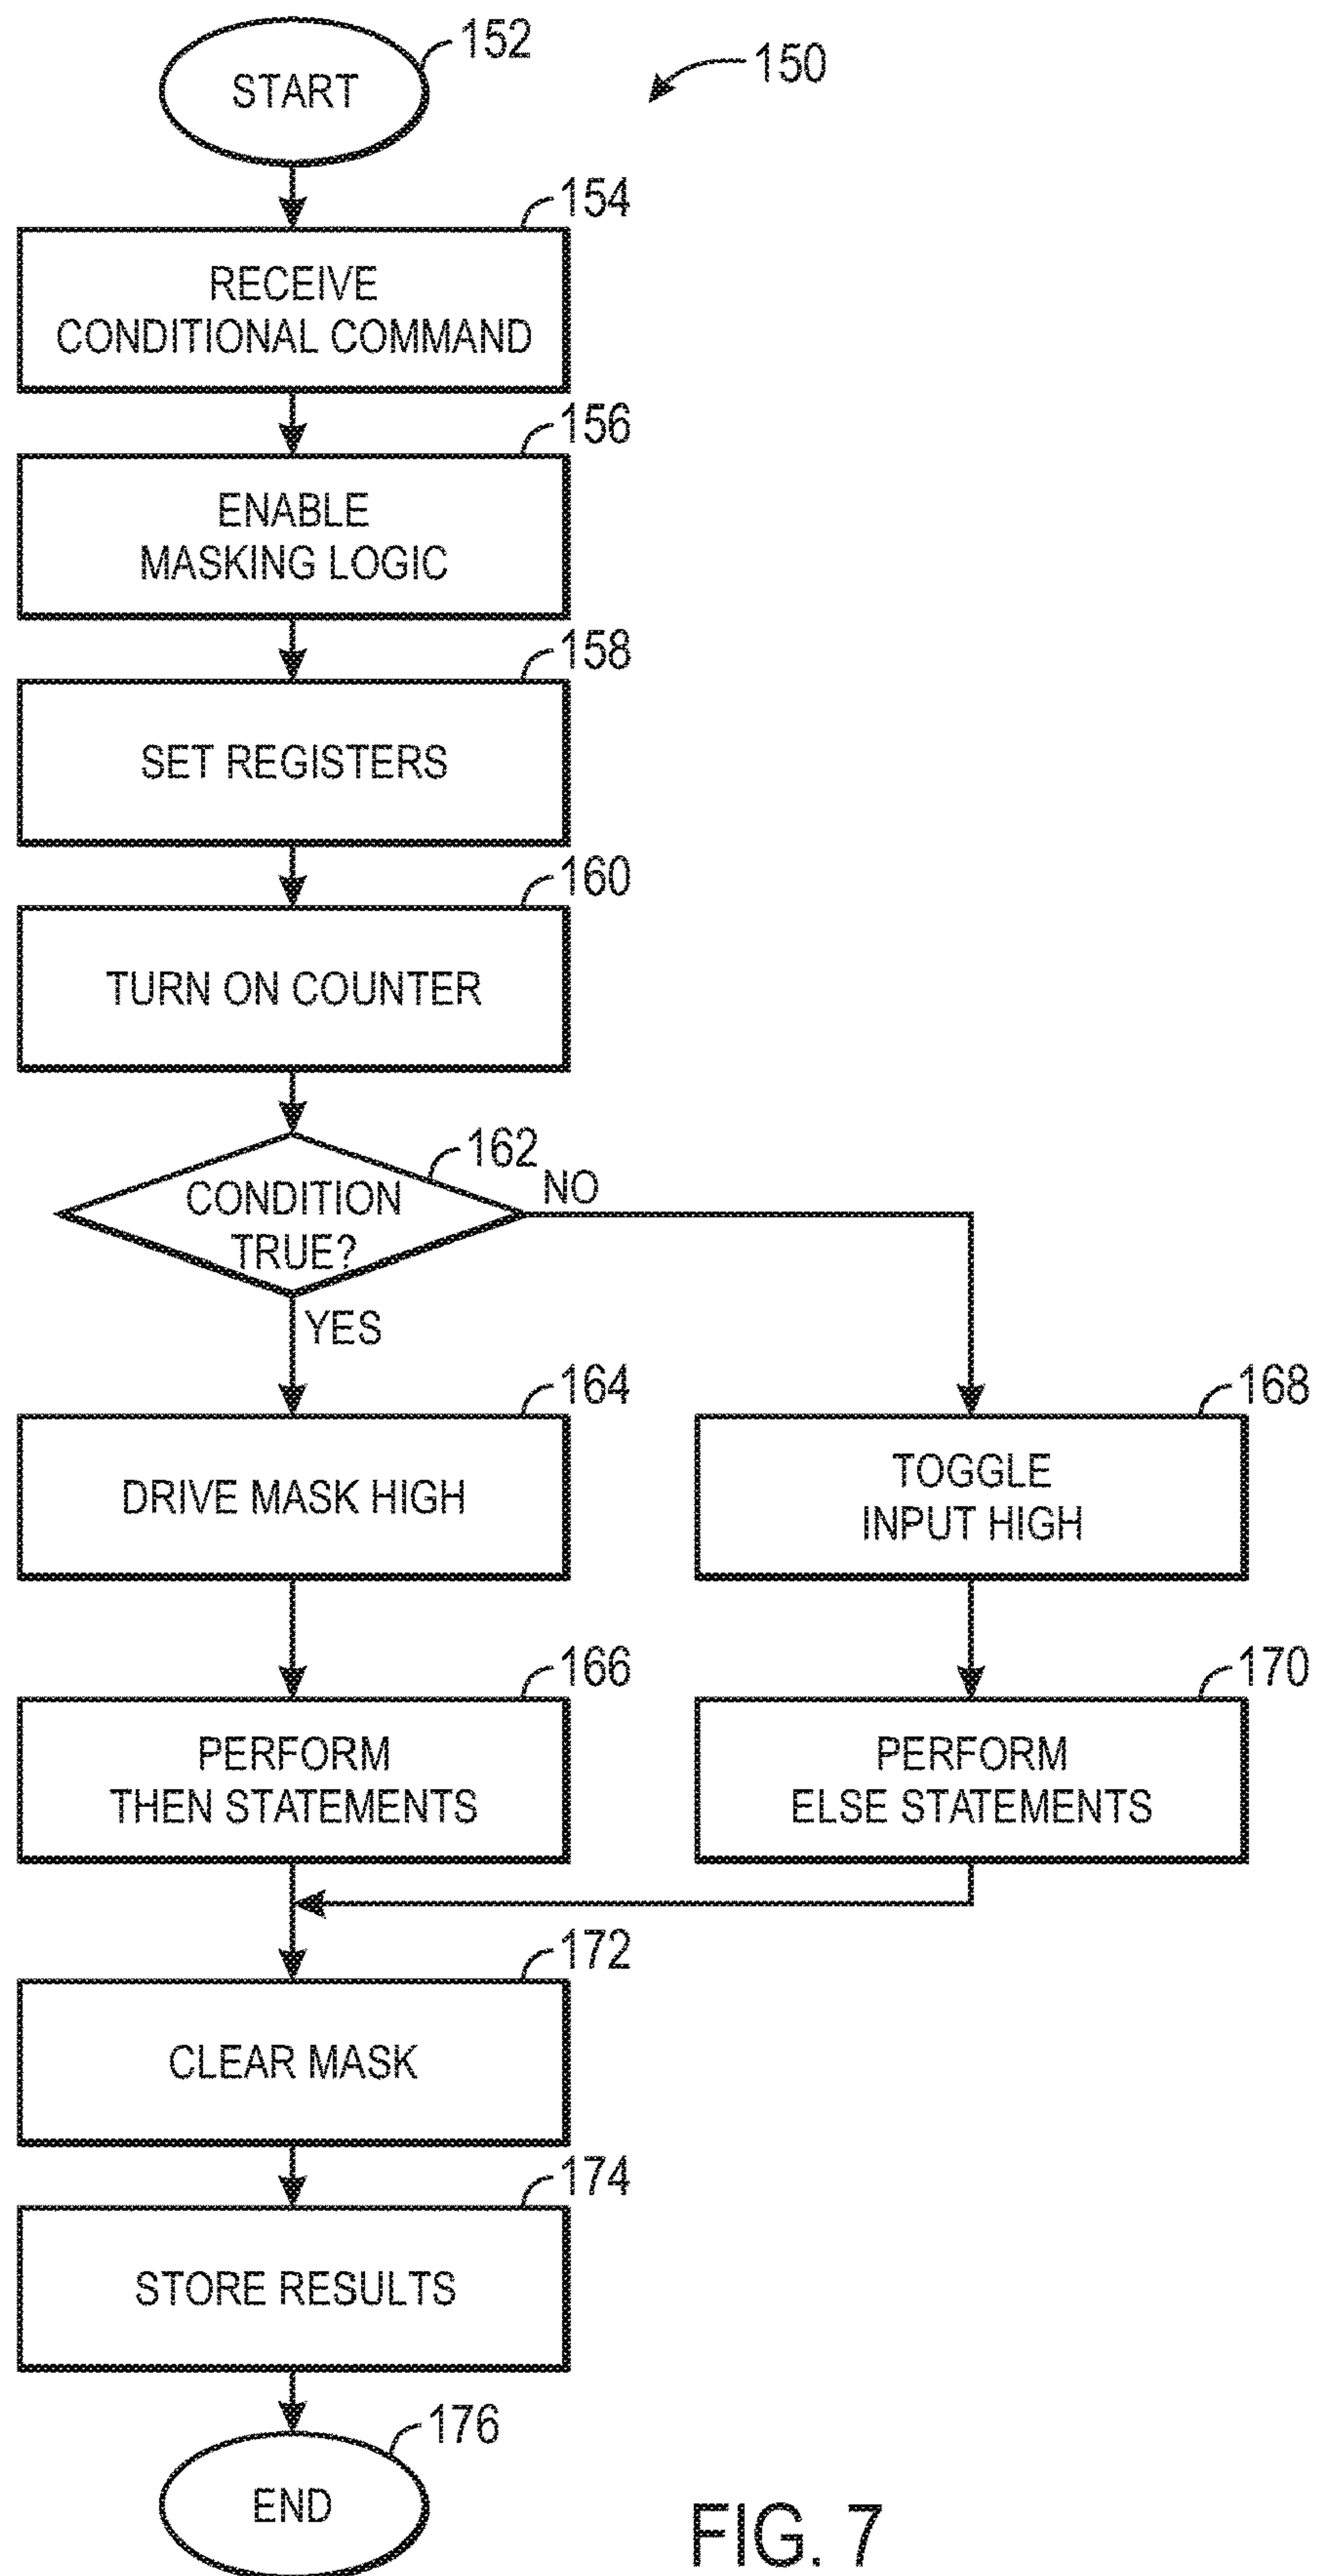 152
START
150
154
RECEIVE
CONDITIONAL COMMAND
156
ENABLE
MASKING LOGIC
158
SET REGISTERS
160
TURN ON COUNTER
162
CONDITION
TRUE?
NO
YES
164
DRIVE MASK HIGH
168
TOGGLE
INPUT HIGH
166
PERFORM
THEN STATEMENTS
170
PERFORM
ELSE STATEMENTS
172
CLEAR MASK
174
STORE RESULTS
176
END
FIG. 7